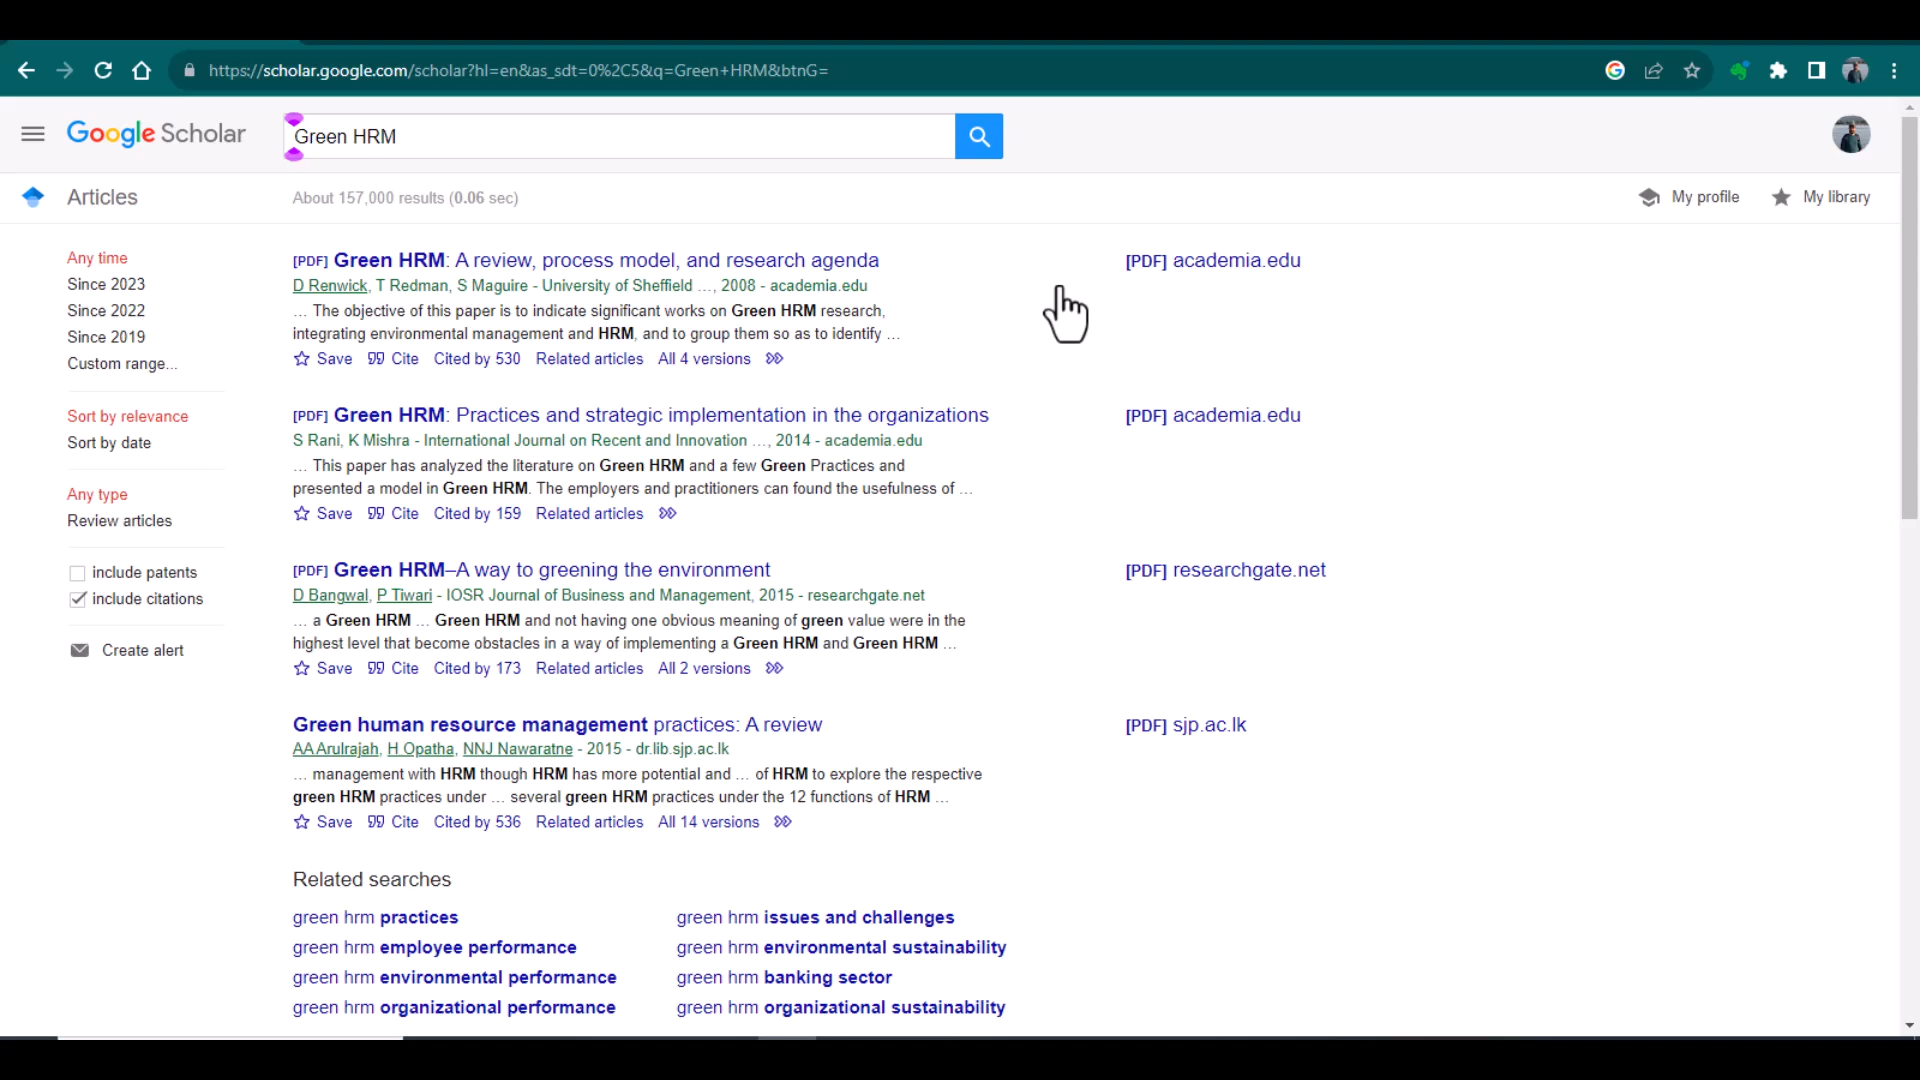 https://scholar.google.com/scholar?hl=en&as_sdt=0%2C5&q=Green+HRM&btnG=
Google Scholar
Green HRM
Articles
About 157,000 results (0.06 sec)
My profile
My library
Any time
Since 2023
Since 2022
Since 2019
Custom range...
Sort by relevance
Sort by date
Any type
Review articles
include patents
include citations
Create alert
[PDF] Green HRM: A review, process model, and research agenda
D Renwick, T Redman, S Maguire - University of Sheffield …, 2008 - academia.edu
… The objective of this paper is to indicate significant works on Green HRM research,
integrating environmental management and HRM, and to group them so as to identify …
Save Cite Cited by 530 Related articles All 4 versions
[PDF] academia.edu
[PDF] Green HRM: Practices and strategic implementation in the organizations
S Rani, K Mishra - International Journal on Recent and Innovation …, 2014 - academia.edu
… This paper has analyzed the literature on Green HRM and a few Green Practices and
presented a model in Green HRM. The employers and practitioners can found the usefulness of …
Save Cite Cited by 159 Related articles
[PDF] academia.edu
[PDF] Green HRM–A way to greening the environment
D Bangwal, P Tiwari - IOSR Journal of Business and Management, 2015 - researchgate.net
… a Green HRM … Green HRM and not having one obvious meaning of green value were in the
highest level that become obstacles in a way of implementing a Green HRM and Green HRM …
Save Cite Cited by 173 Related articles All 2 versions
[PDF] researchgate.net
Green human resource management practices: A review
AA Arulrajah, H Opatha, NNJ Nawaratne - 2015 - dr.lib.sjp.ac.lk
… management with HRM though HRM has more potential and … of HRM to explore the respective
green HRM practices under … several green HRM practices under the 12 functions of HRM …
Save Cite Cited by 536 Related articles All 14 versions
[PDF] sjp.ac.lk
Related searches
green hrm practices
green hrm employee performance
green hrm environmental performance
green hrm organizational performance
green hrm issues and challenges
green hrm environmental sustainability
green hrm banking sector
green hrm organizational sustainability